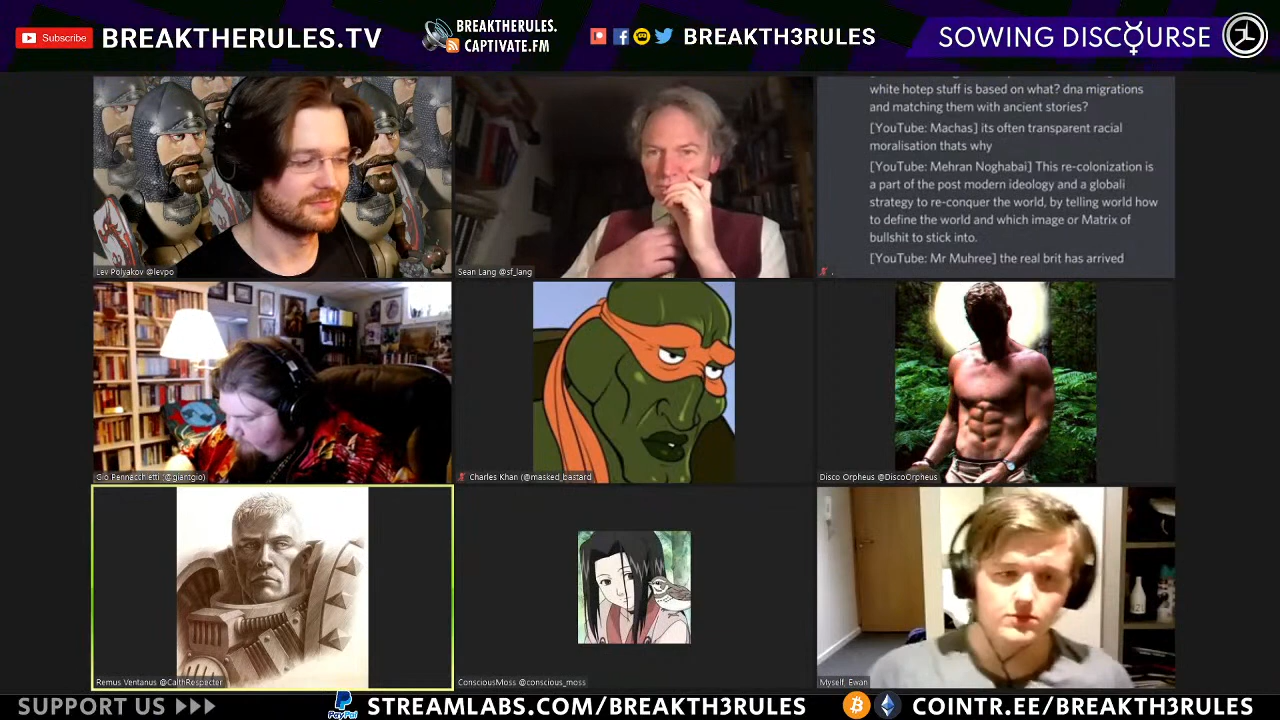 Subscribe BREAKTHERULES.TV BREAKTHERULES. CAPTIVATE.FM BREAKTH3RULES SOWING DISCOURSE
white hotep stuff is based on what? dna migrations
and matching them with ancient stories?
[YouTube: Machas] its often transparent racial
moralisation thats why
[YouTube: Mehran Noghabai] This re-colonization is
a part of the post modern ideology and a globali
strategy to re-conquer the world, by telling world how
to define the world and which image or Matrix of
bullshit to stick into.
[YouTube: Mr Muhree] the real brit has arrived
Lev Polyakov @levpo
Sean Lang @sf_lang
.
Gio Pennacchietti (@giantgio)
Charles Khan (@masked_bastard
Disco Orpheus @DiscoOrpheus
Remus Ventanus @CalthRespecter
ConsciousMoss @conscious_moss
Myself, Ewan
SUPPORT US PayPal STREAMLABS.COM/BREAKTH3RULES COINTR.EE/BREAKTH3RULES